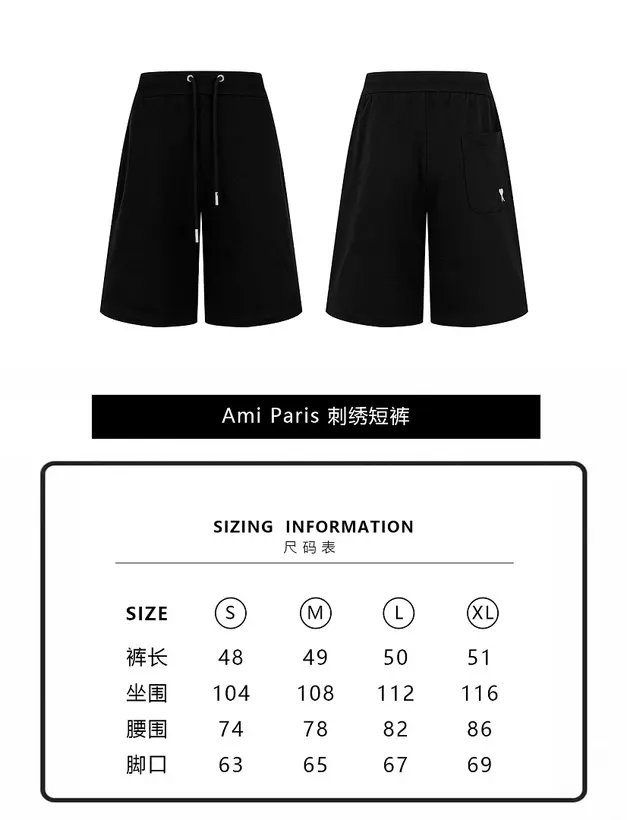 Ami Paris 刺绣短裤
SIZING INFORMATION
尺码表
SIZE S M L XL
裤长 48 49 50 51
坐围 104 108 112 116
腰围 74 78 82 86
脚口 63 65 67 69